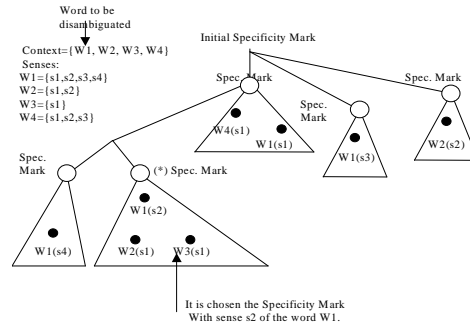 Word to be
disambiguated
Context={W1, W2, W3, W4}
Senses:
W1={s1,s2,s3,s4}
W2={s1,s2}
W3={s1}
W4={s1,s2,s3}
Initial Specificity Mark
Spec. Mark
Spec.
Mark
Spec. Mark
W4(s1)
W1(s1)
W1(s3)
W2(s2)
Spec.
Mark
(*) Spec. Mark
W1(s4)
W1(s2)
W2(s1)
W3(s1)
It is chosen the Specificity Mark
With sense s2 of the word W1.